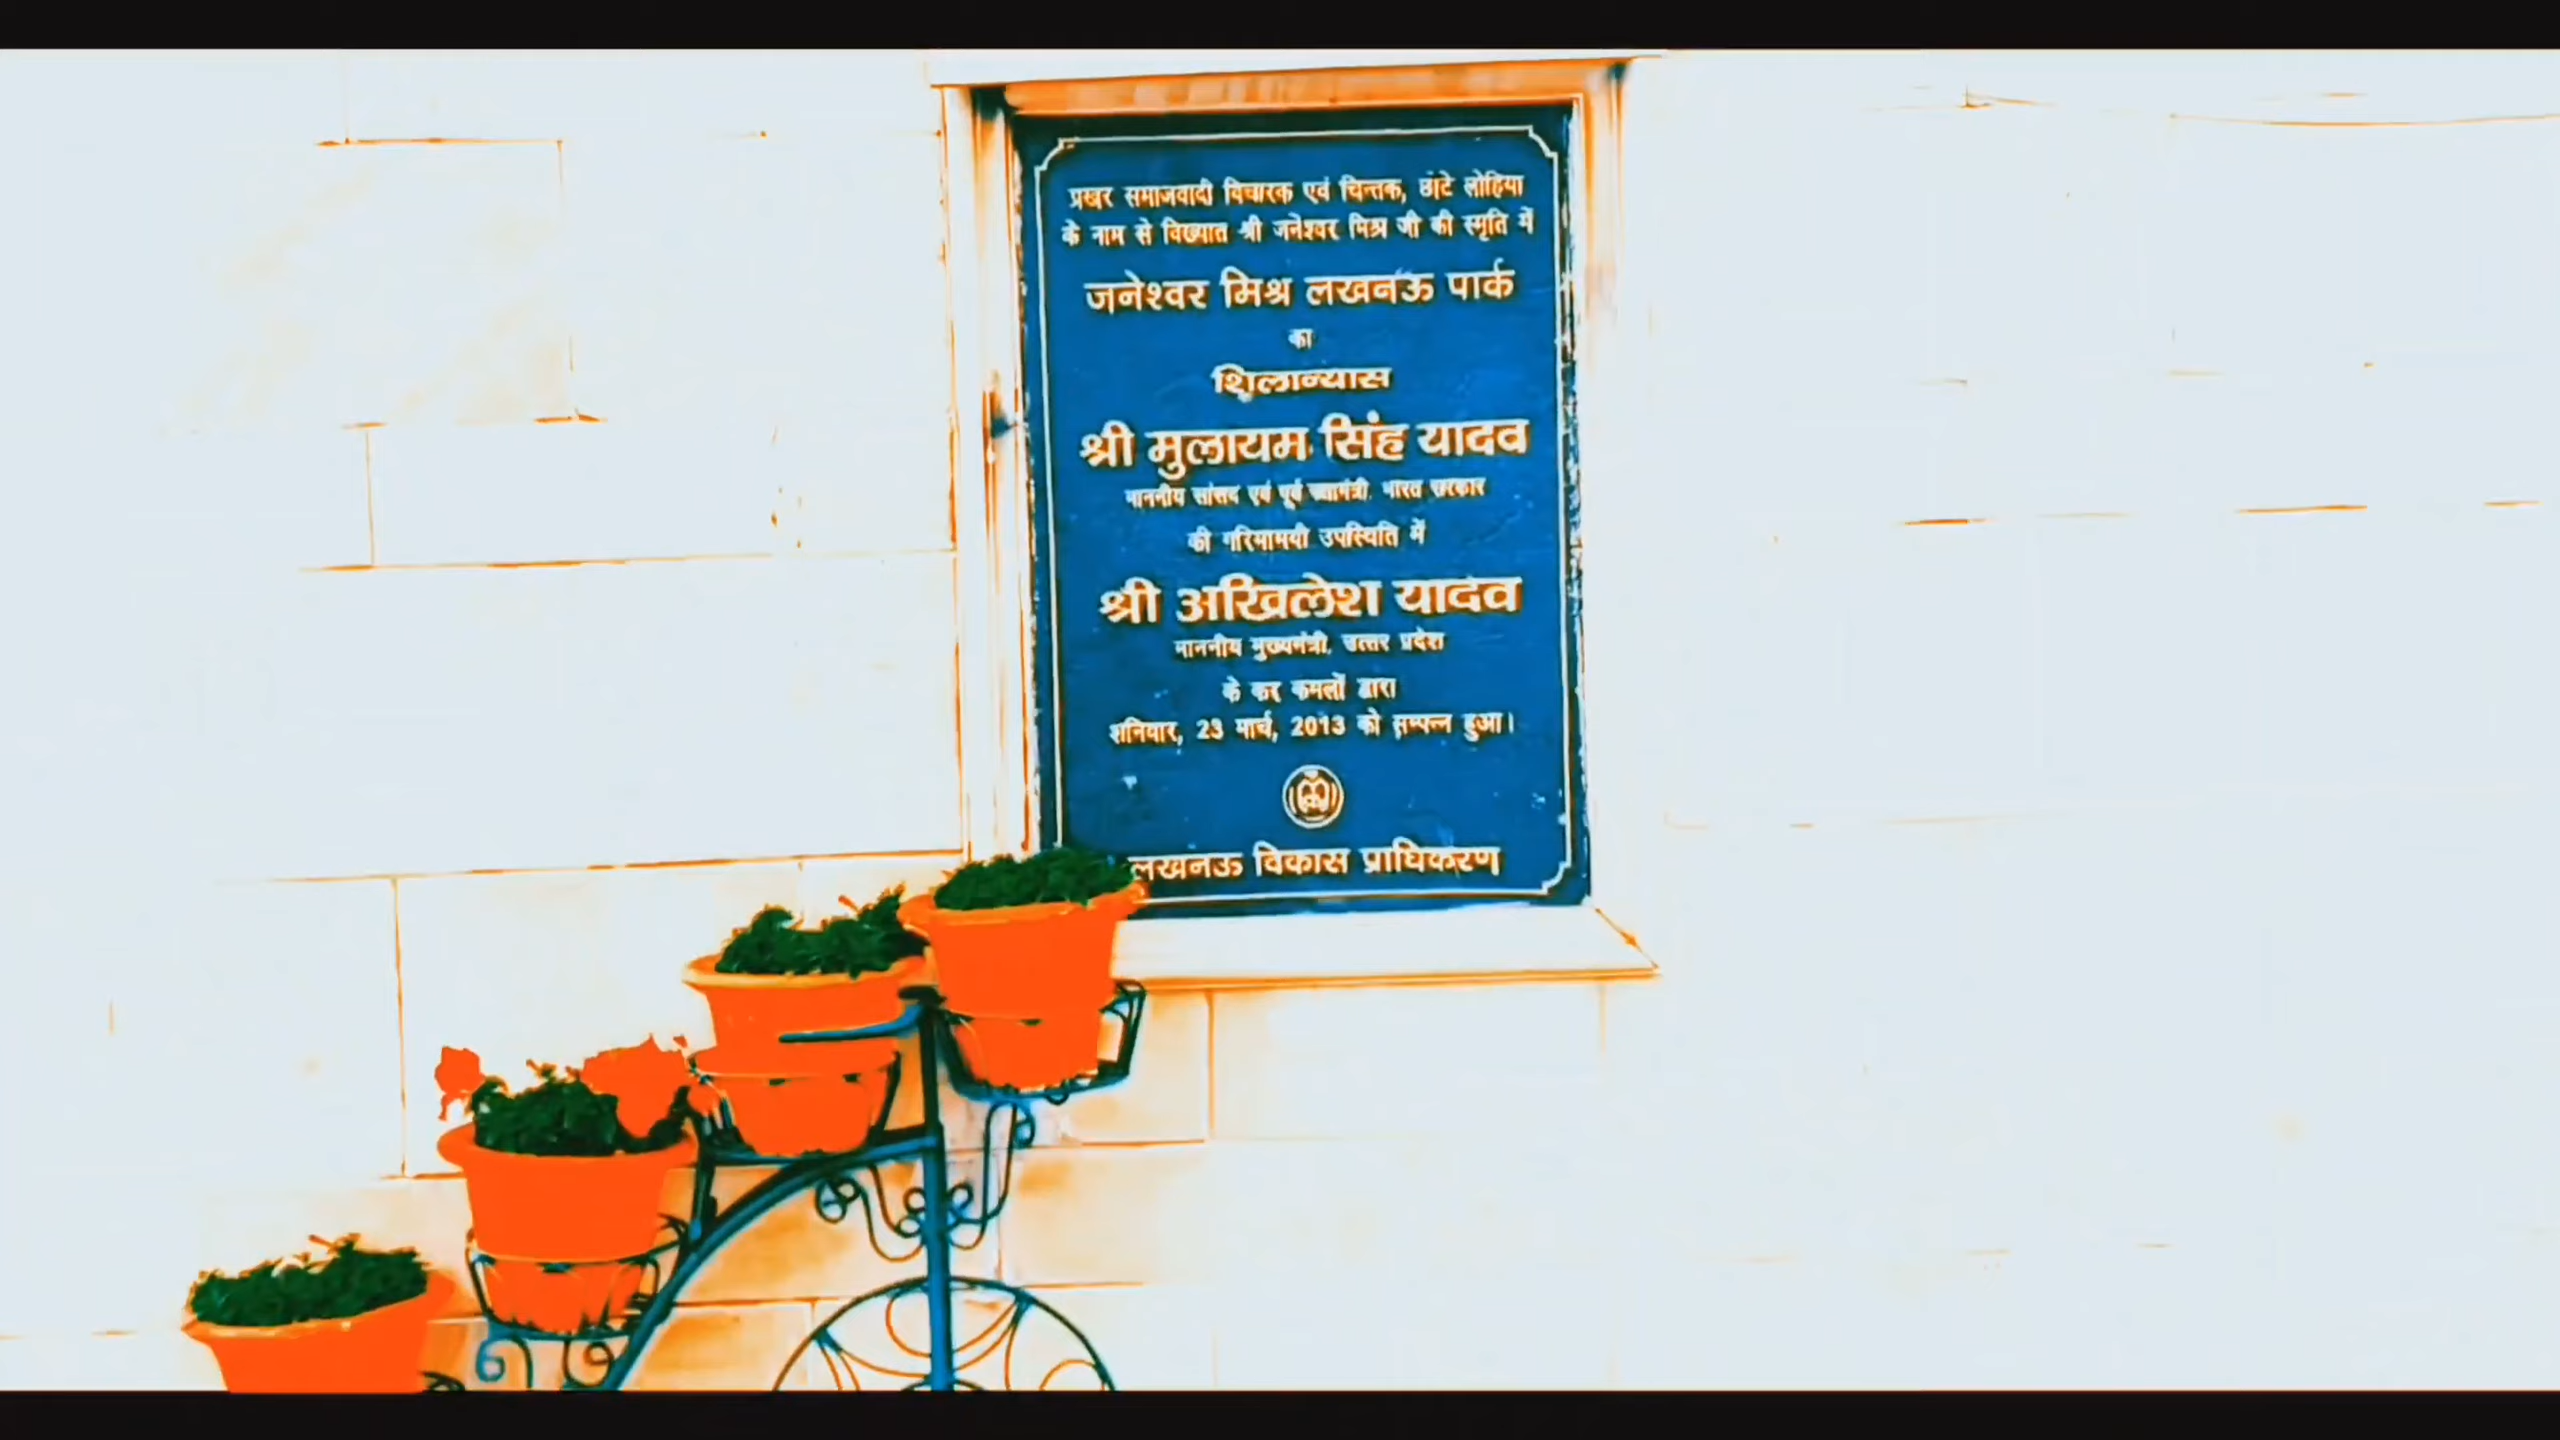 प्रखर समाजवादी विचारक एवं चिन्तक, छोटे लोहिया
के नाम से विख्यात श्री जनेश्वर मिश्र जी की स्मृति में
जनेश्वर मिश्र लखनऊ पार्क
का
शिलान्यास
श्री मुलायम सिंह यादव
माननीय सांसद एवं पूर्व रक्षामंत्री, भारत सरकार
की गरिमामयी उपस्थिति में
श्री अखिलेश यादव
माननीय मुख्यमंत्री, उत्तर प्रदेश
के कर कमलों द्वारा
शनिवार, 23 मार्च, 2013 को सम्पन्न हुआ।
लखनऊ विकास प्राधिकरण